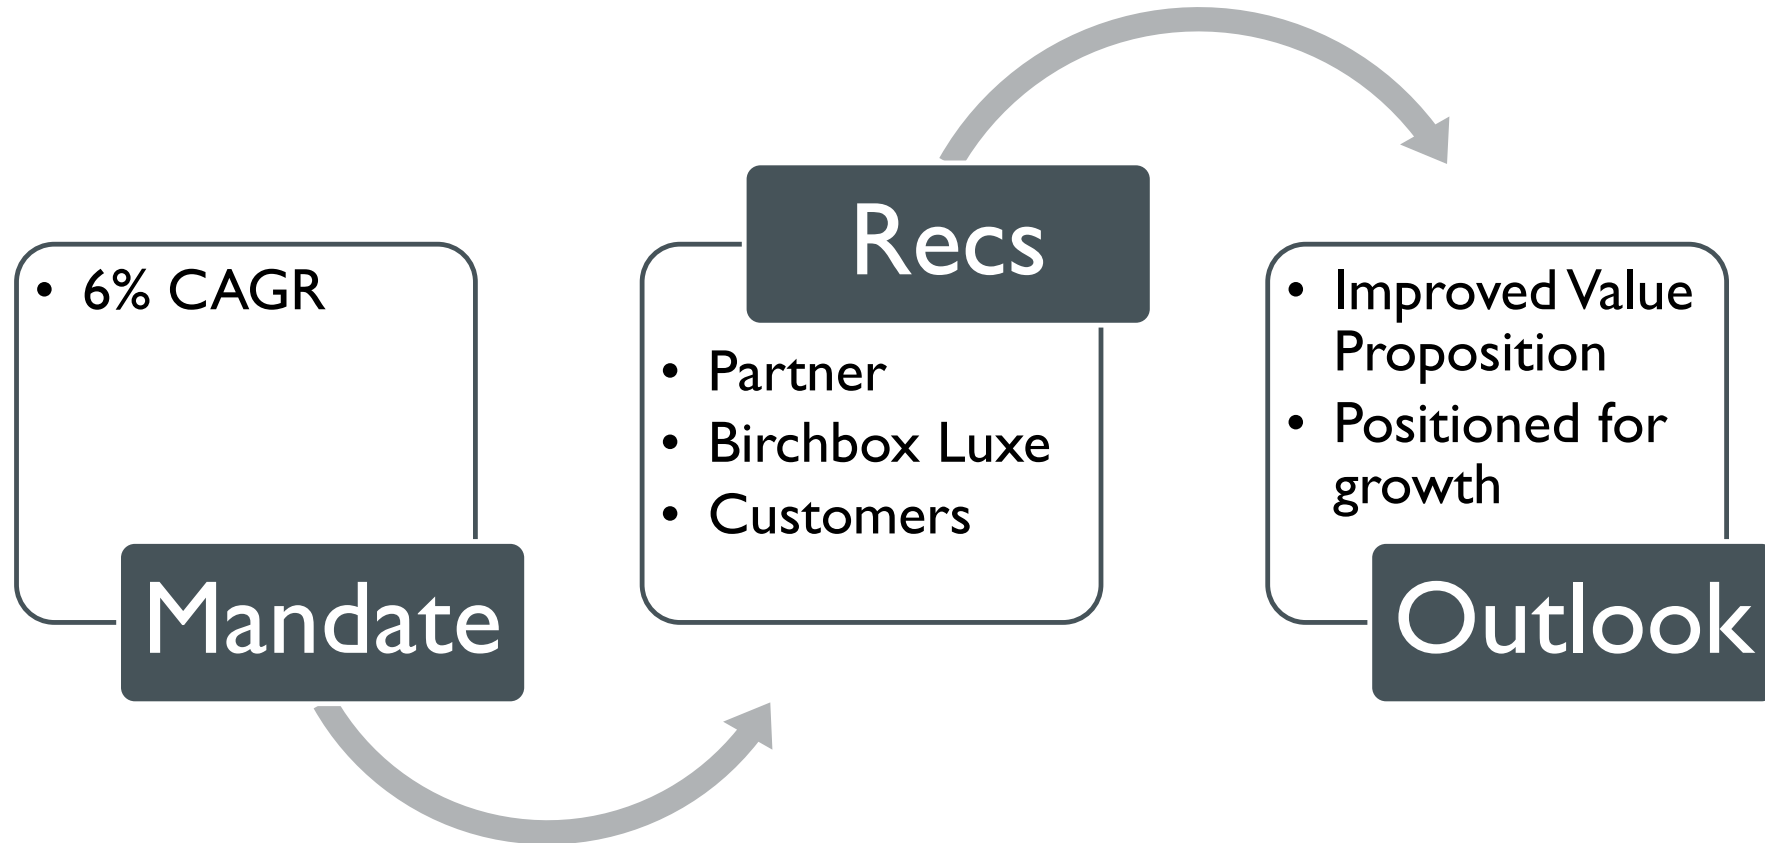 • 6% CAGR
Mandate
Recs
• Partner
• Birchbox Luxe
• Customers
• Improved Value
Proposition
• Positioned for
growth
Outlook